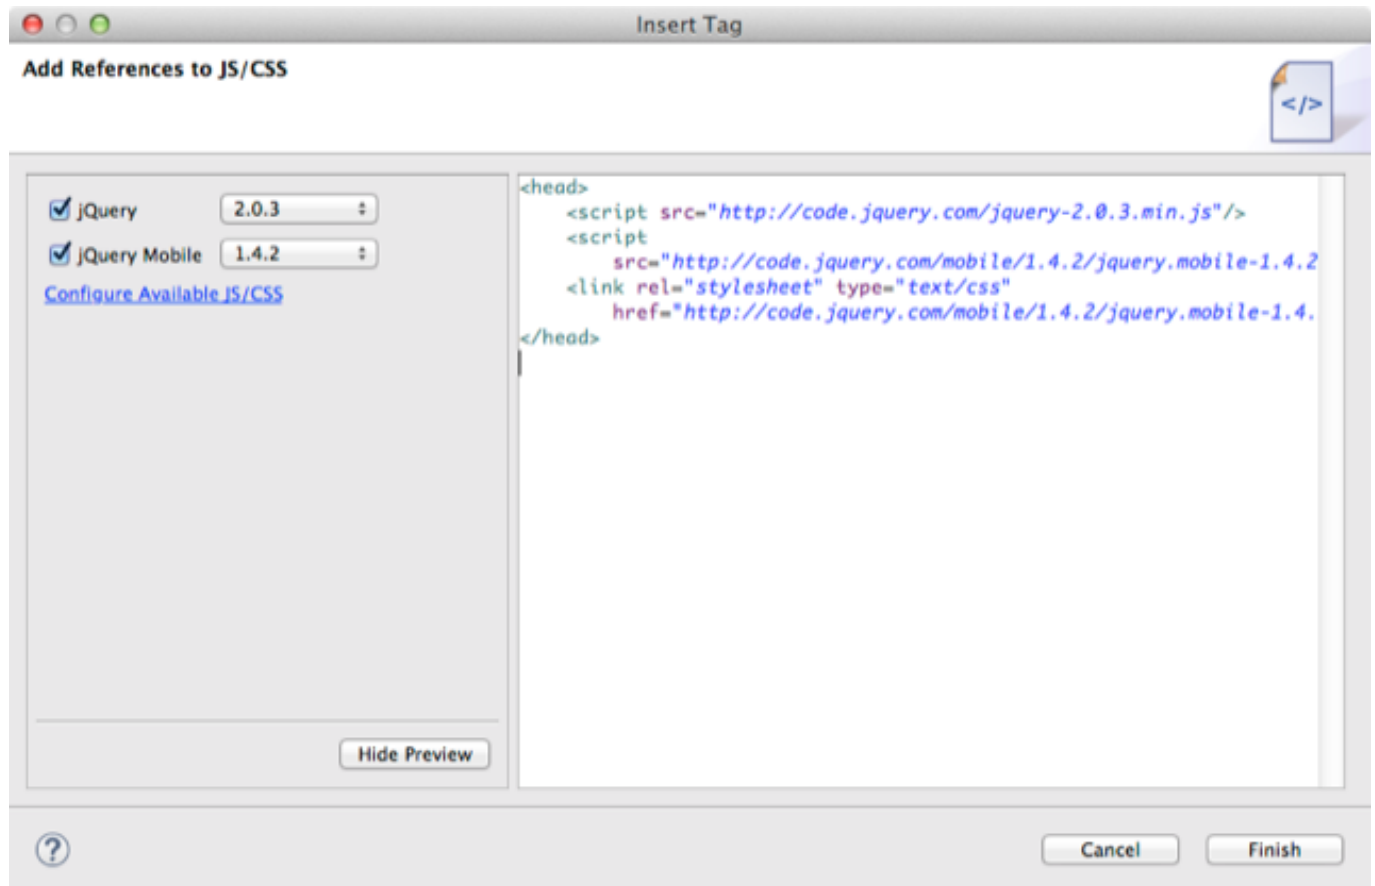 Insert Tag
Add References to JS/CSS
</>
jQuery 2.0.3
jQuery Mobile 1.4.2
Configure Available JS/CSS
Hide Preview
<head>
<script src="http://code.jquery.com/jquery-2.0.3.min.js"/>
<script
src="http://code.jquery.com/mobile/1.4.2/jquery.mobile-1.4.2
<link rel="stylesheet" type="text/css"
href="http://code.jquery.com/mobile/1.4.2/jquery.mobile-1.4.
</head>
?
Cancel
Finish